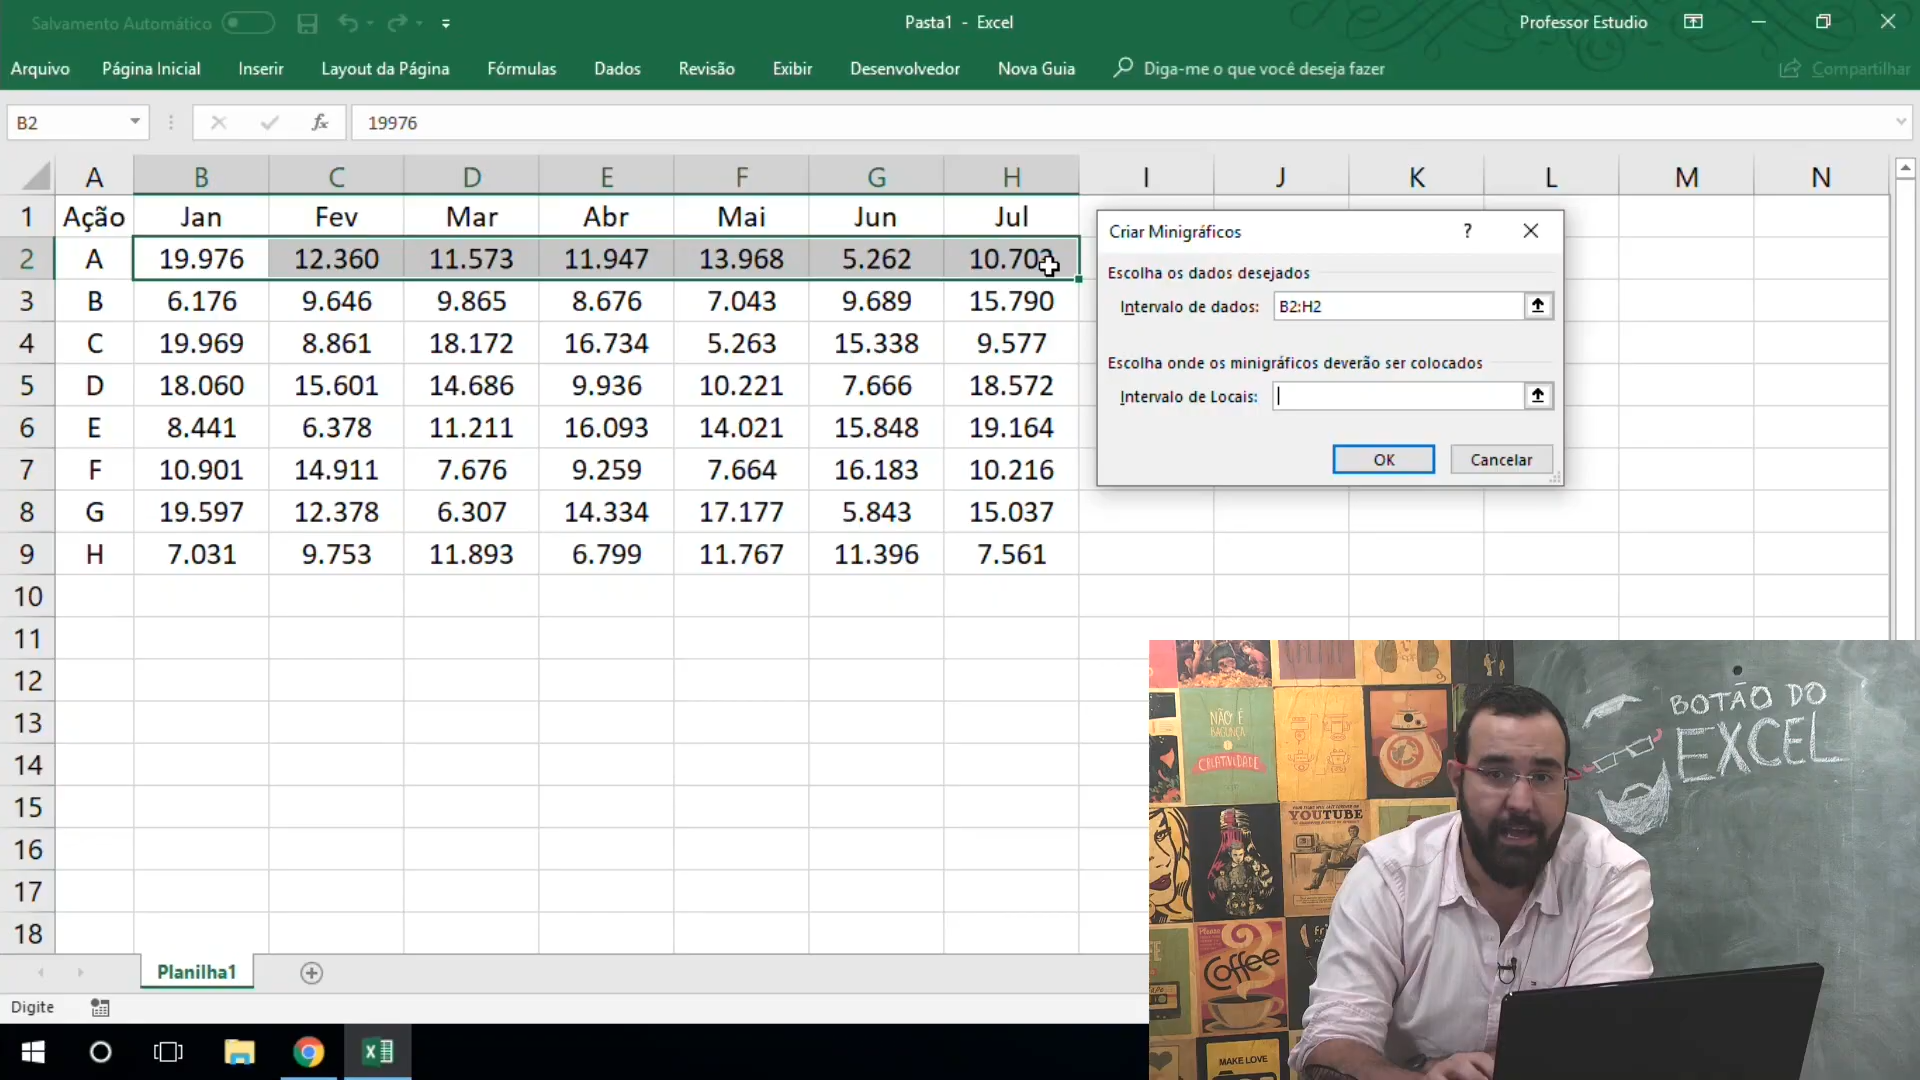 Salvamento Automático
Pasta1 - Excel
Professor Estudio
Arquivo Página Inicial Inserir Layout da Página Fórmulas Dados Revisão Exibir Desenvolvedor Nova Guia Diga-me o que você deseja fazer Compartilhar
B2 fx 19976
A B C D E F G H I J K L M N
1 Ação Jan Fev Mar Abr Mai Jun Jul
2 A 19.976 12.360 11.573 11.947 13.968 5.262
3 B 6.176 9.646 9.865 8.676 7.043 9.689 15.790
4 C 19.969 8.861 18.172 16.734 5.263 15.338 9.577
5 D 18.060 15.601 14.686 9.936 10.221 7.666 18.572
6 E 8.441 6.378 11.211 16.093 14.021 15.848 19.164
7 F 10.901 14.911 7.676 9.259 7.664 16.183 10.216
8 G 19.597 12.378 6.307 14.334 17.177 5.843 15.037
9 H 7.031 9.753 11.893 6.799 11.767 11.396 7.561
10
11
12
13
14
15
16
17
18
Criar Minigráficos ?
Escolha os dados desejados
Intervalo de dados: B2:H2
Escolha onde os minigráficos deverão ser colocados
Intervalo de Locais:
OK Cancelar
Planilha1
Digite
NÃO É
BAGUNÇA
CRIATIVIDADE
YOUTUBE
Coffee
MAKE LOVE
BOTÃO DO
EXCEL